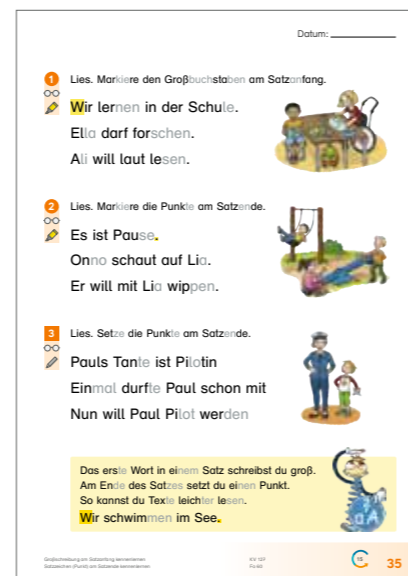 Datum:
1 Lies. Markiere den Großbuchstaben am Satzanfang.
Wir lernen in der Schule.
Ella darf forschen.
Ali will laut lesen.
2 Lies. Markiere die Punkte am Satzende.
Es ist Pause.
Onno schaut auf Lia.
Er will mit Lia wippen.
3 Lies. Setze die Punkte am Satzende.
Pauls Tante ist Pilotin
Einmal durfte Paul schon mit
Nun will Paul Pilot werden
Das erste Wort in einem Satz schreibst du groß.
Am Ende des Satzes setzt du einen Punkt.
So kannst du Texte leichter lesen.
Wir schwimmen im See.
aA
Großschreibung am Satzanfang kennenlernen
Satzzeichen (Punkt) am Satzende kennenlernen
15
35